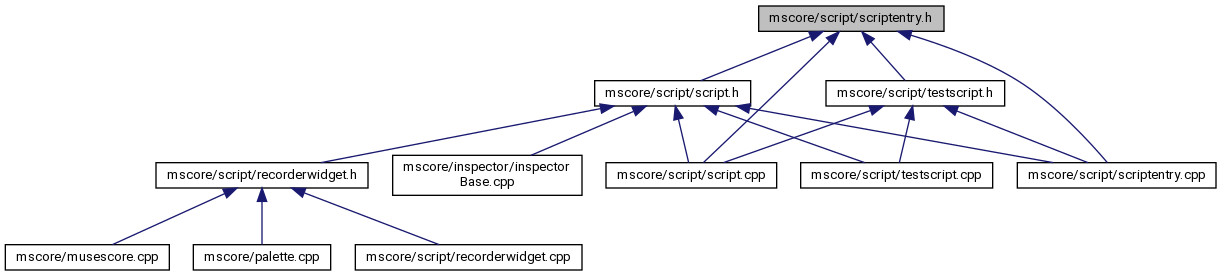 mscore/script/scriptentry.h
mscore/script/script.h
mscore/script/testscript.h
mscore/script/recorderwidget.h
mscore/inspector/inspector
Base.cpp
mscore/script/script.cpp
mscore/script/testscript.cpp
mscore/script/scriptentry.cpp
mscore/musescore.cpp
mscore/palette.cpp
mscore/script/recorderwidget.cpp